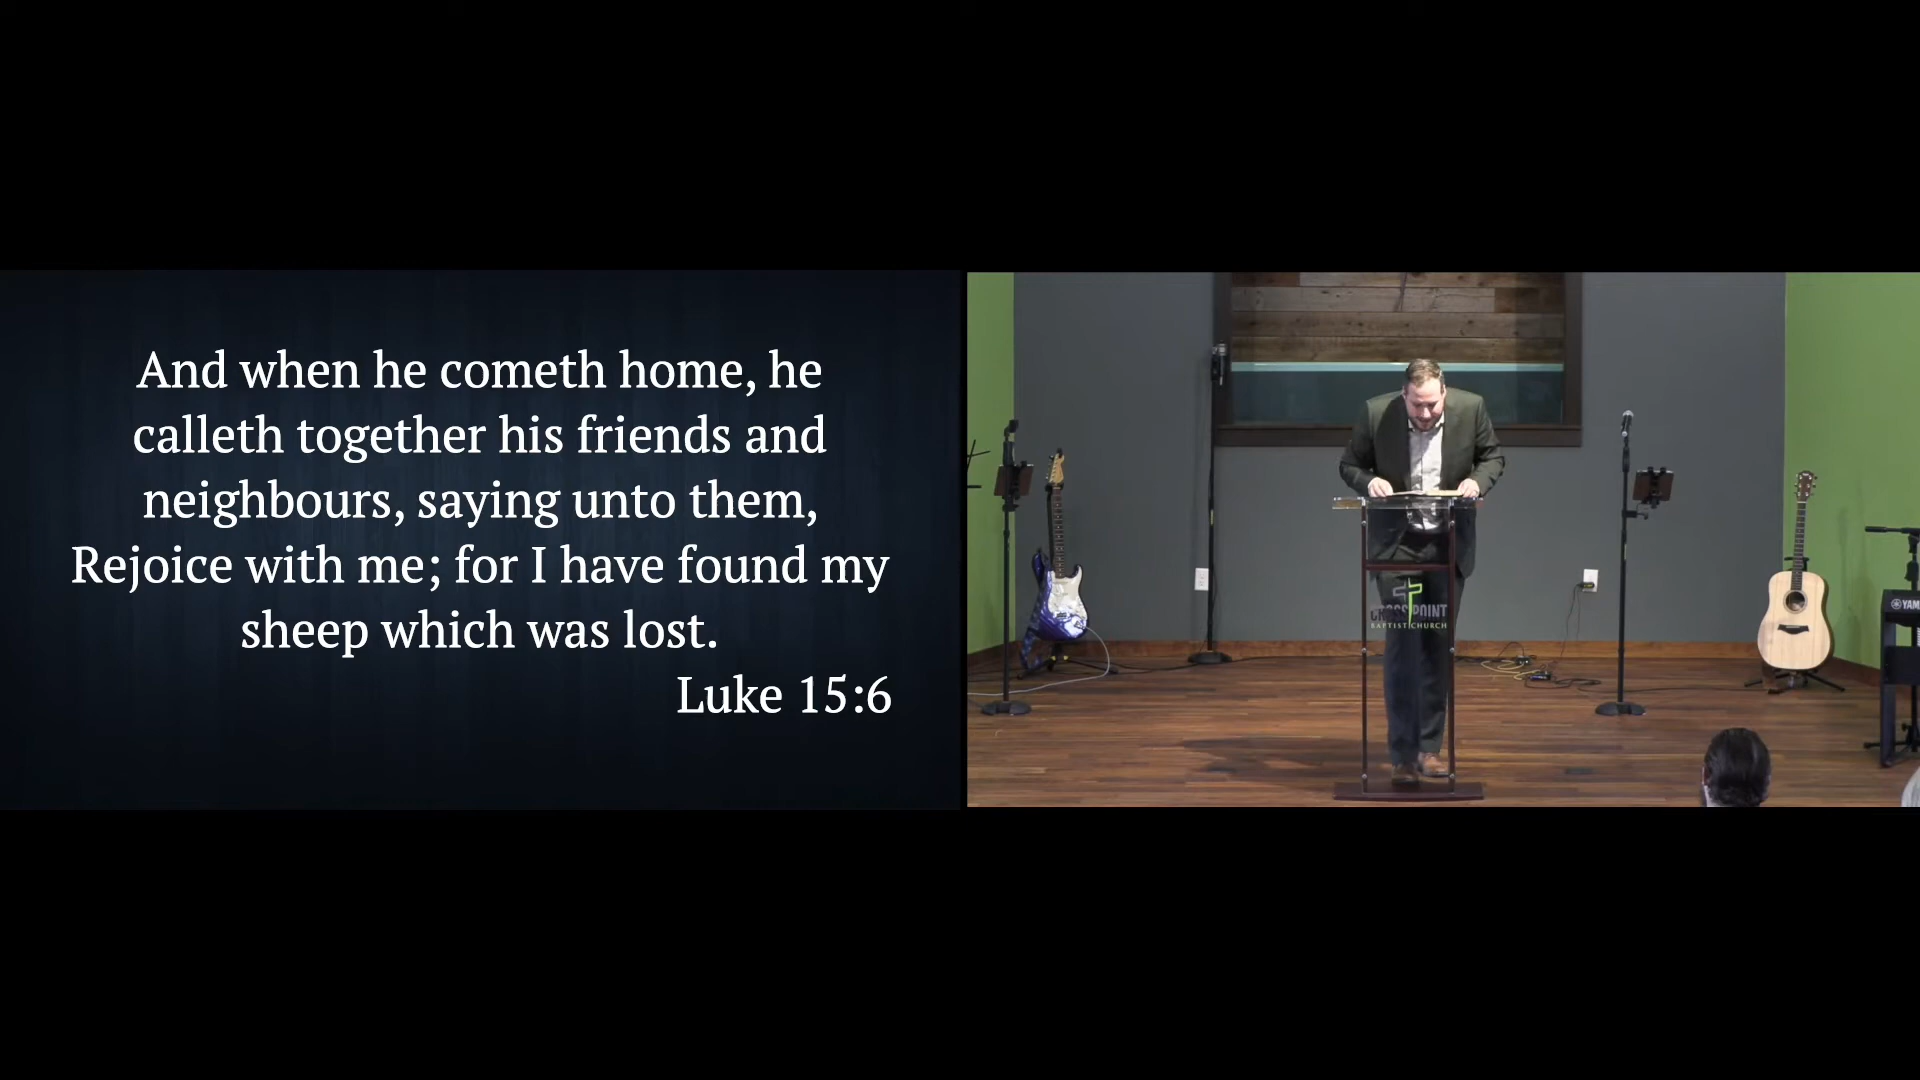 And when he cometh home, he
calleth together his friends and
neighbours, saying unto them,
Rejoice with me; for I have found my
sheep which was lost.
Luke 15:6
CROSS POINT
BAPTIST CHURCH